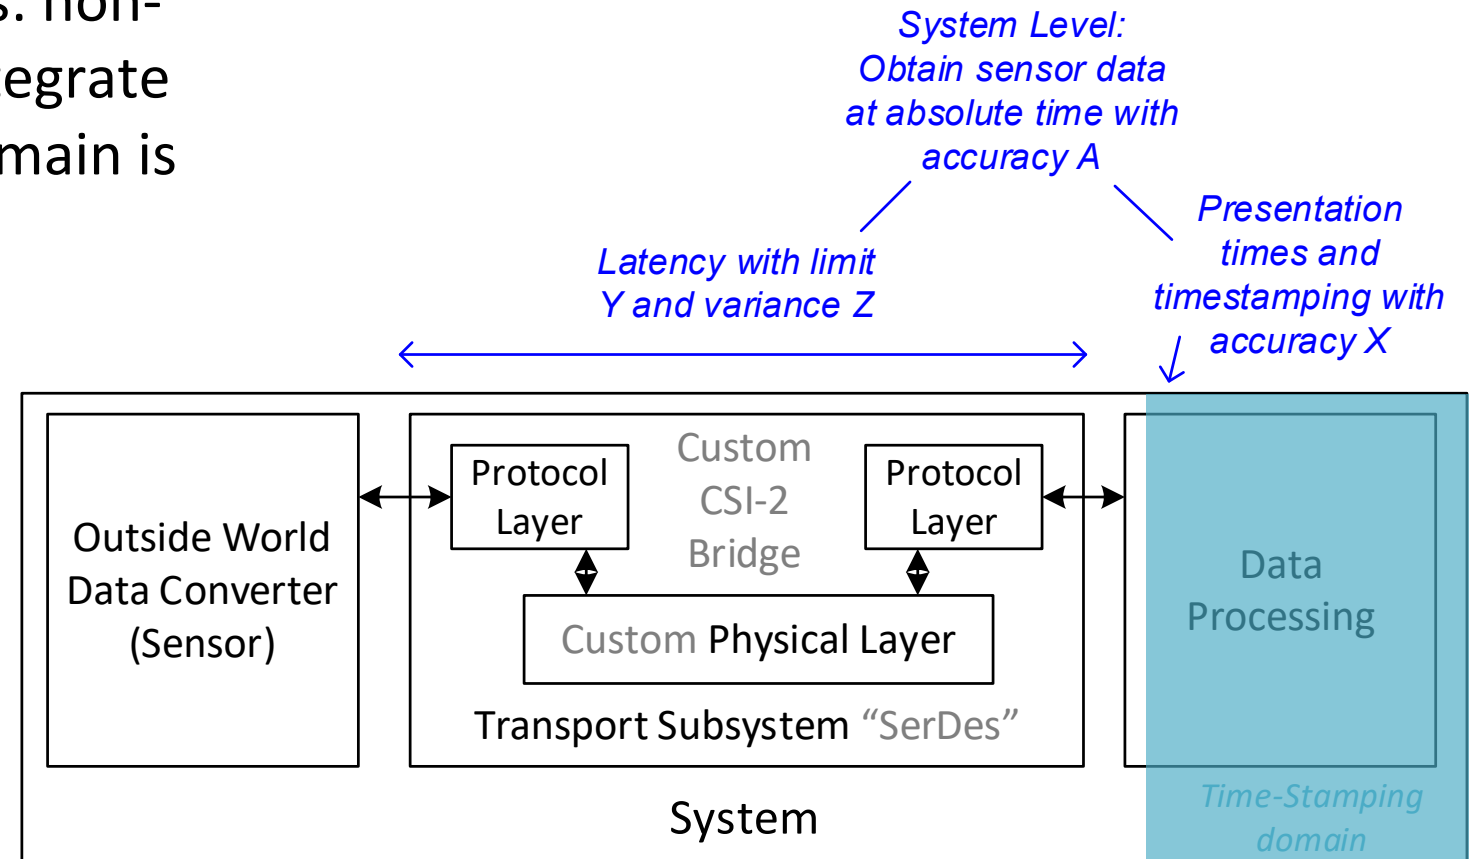 s: non-
tegrate
main is
System Level:
Obtain sensor data
at absolute time with
accuracy A
Presentation
times and
timestamping with
accuracy X
Latency with limit
Y and variance Z
Outside World
Data Converter
(Sensor)
Protocol
Layer
Custom
CSI-2
Bridge
Protocol
Layer
Custom Physical Layer
Transport Subsystem “SerDes”
Data
Processing
System
Time-Stamping
domain